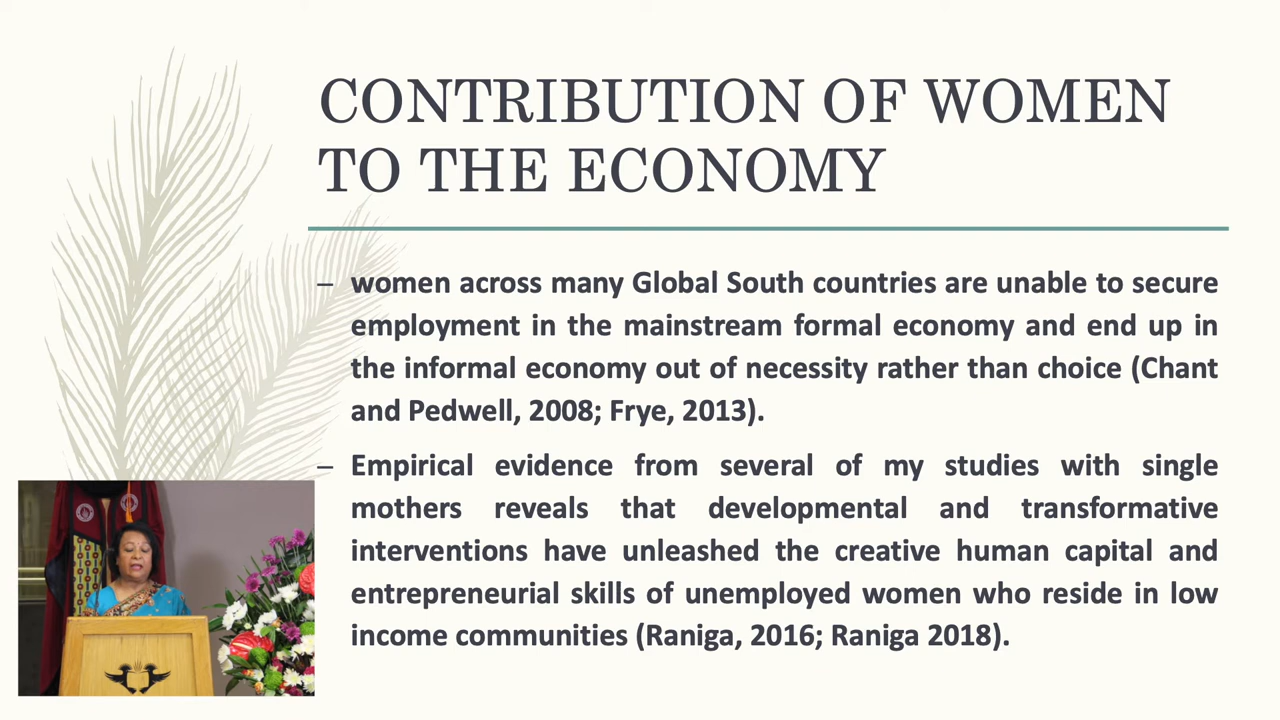 CONTRIBUTION OF WOMEN
TO THE ECONOMY
– women across many Global South countries are unable to secure
employment in the mainstream formal economy and end up in
the informal economy out of necessity rather than choice (Chant
and Pedwell, 2008; Frye, 2013).
– Empirical evidence from several of my studies with single
mothers reveals that developmental and transformative
interventions have unleashed the creative human capital and
entrepreneurial skills of unemployed women who reside in low
income communities (Raniga, 2016; Raniga 2018).